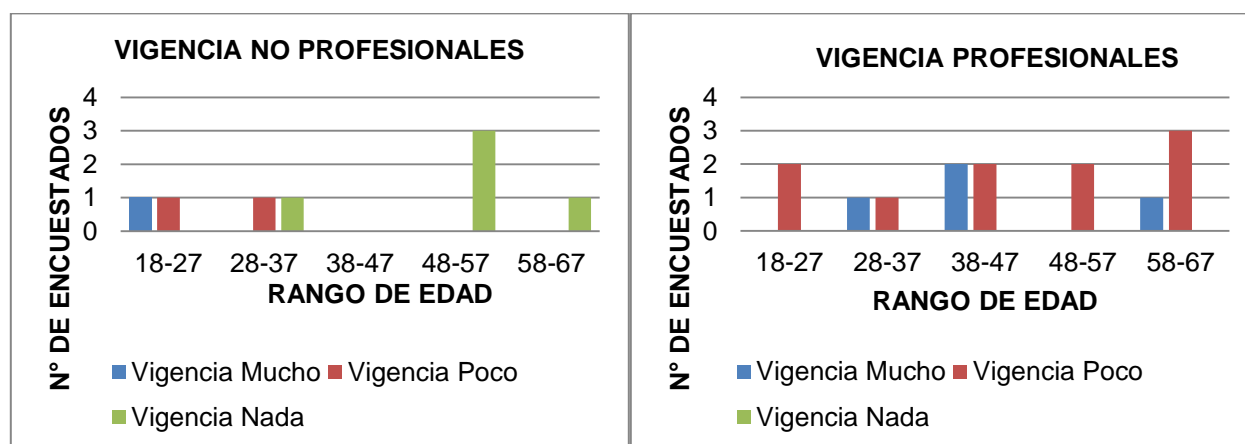 VIGENCIA NO PROFESIONALES
N° DE ENCUESTADOS
4
3
2
1
0
18-27 28-37 38-47 48-57 58-67
RANGO DE EDAD
Vigencia Mucho Vigencia Poco
Vigencia Nada
VIGENCIA PROFESIONALES
N° DE ENCUESTADOS
4
3
2
1
0
18-27 28-37 38-47 48-57 58-67
RANGO DE EDAD
Vigencia Mucho Vigencia Poco
Vigencia Nada